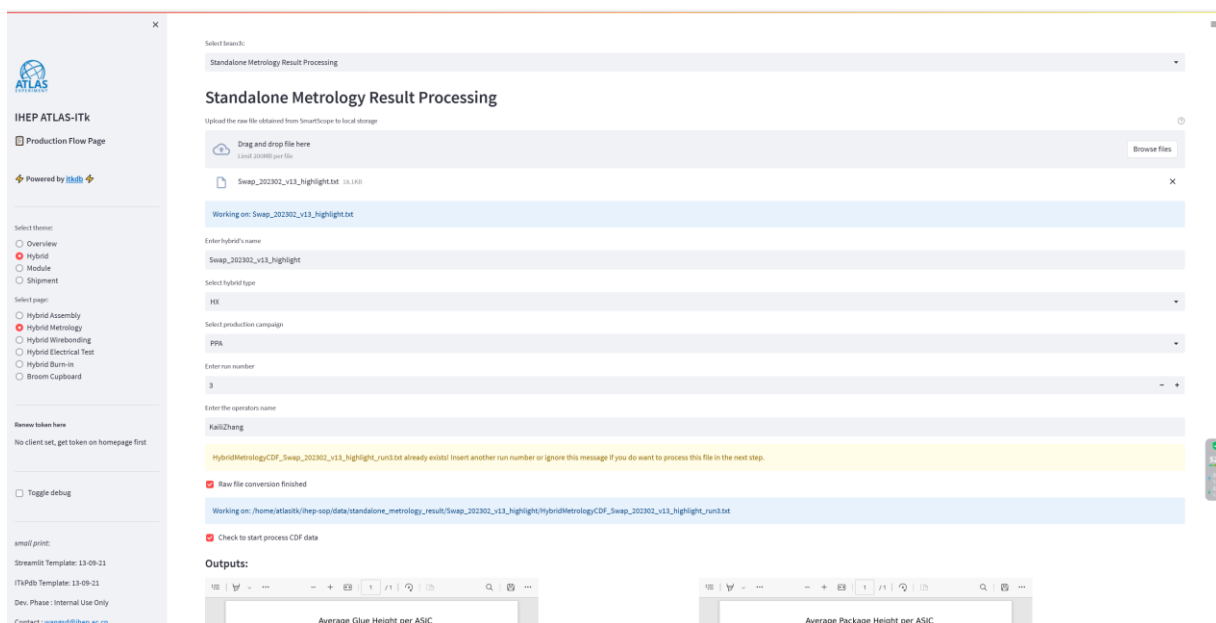 ATLAS
EXPERIMENT
IHEP ATLAS-ITk
Production Flow Page
Powered by itkdb
Select theme:
Overview
Hybrid
Module
Shipment
Select page:
Hybrid Assembly
Hybrid Metrology
Hybrid Wirebonding
Hybrid Electrical Test
Hybrid Burn-in
Broom Cupboard
Renew token here
No client set, get token on homepage first
Toggle debug
small print:
Streamlit Template: 13-09-21
ITkPdb Template: 13-09-21
Dev. Phase : Internal Use Only
Select branch:
Standalone Metrology Result Processing
Standalone Metrology Result Processing
Upload the raw file obtained from SmartScope to local storage
Drag and drop file here
Limit 200MB per file
Browse files
Swap_202302_v13_highlight.txt 16.1KB
Working on: Swap_202302_v13_highlight.txt
Enter hybrid's name
Swap_202302_v13_highlight
Select hybrid type
HX
Select production campaign
PPA
Enter run number
3
Enter the operators name
KailiZhang
HybridMetrologyCDF_Swap_202302_v13_highlight_run3.txt already exists! Insert another run number or ignore this message if you do want to process this file in the next step.
Raw file conversion finished
Working on: /home/atlasitk/ihep-sop/data/standalone_metrology_result/Swap_202302_v13_highlight/HybridMetrologyCDF_Swap_202302_v13_highlight_run3.txt
Check to start process CDF data
Outputs:
1 / 1
Average Glue Height per ASIC
1 / 1
Average Package Height per ASIC